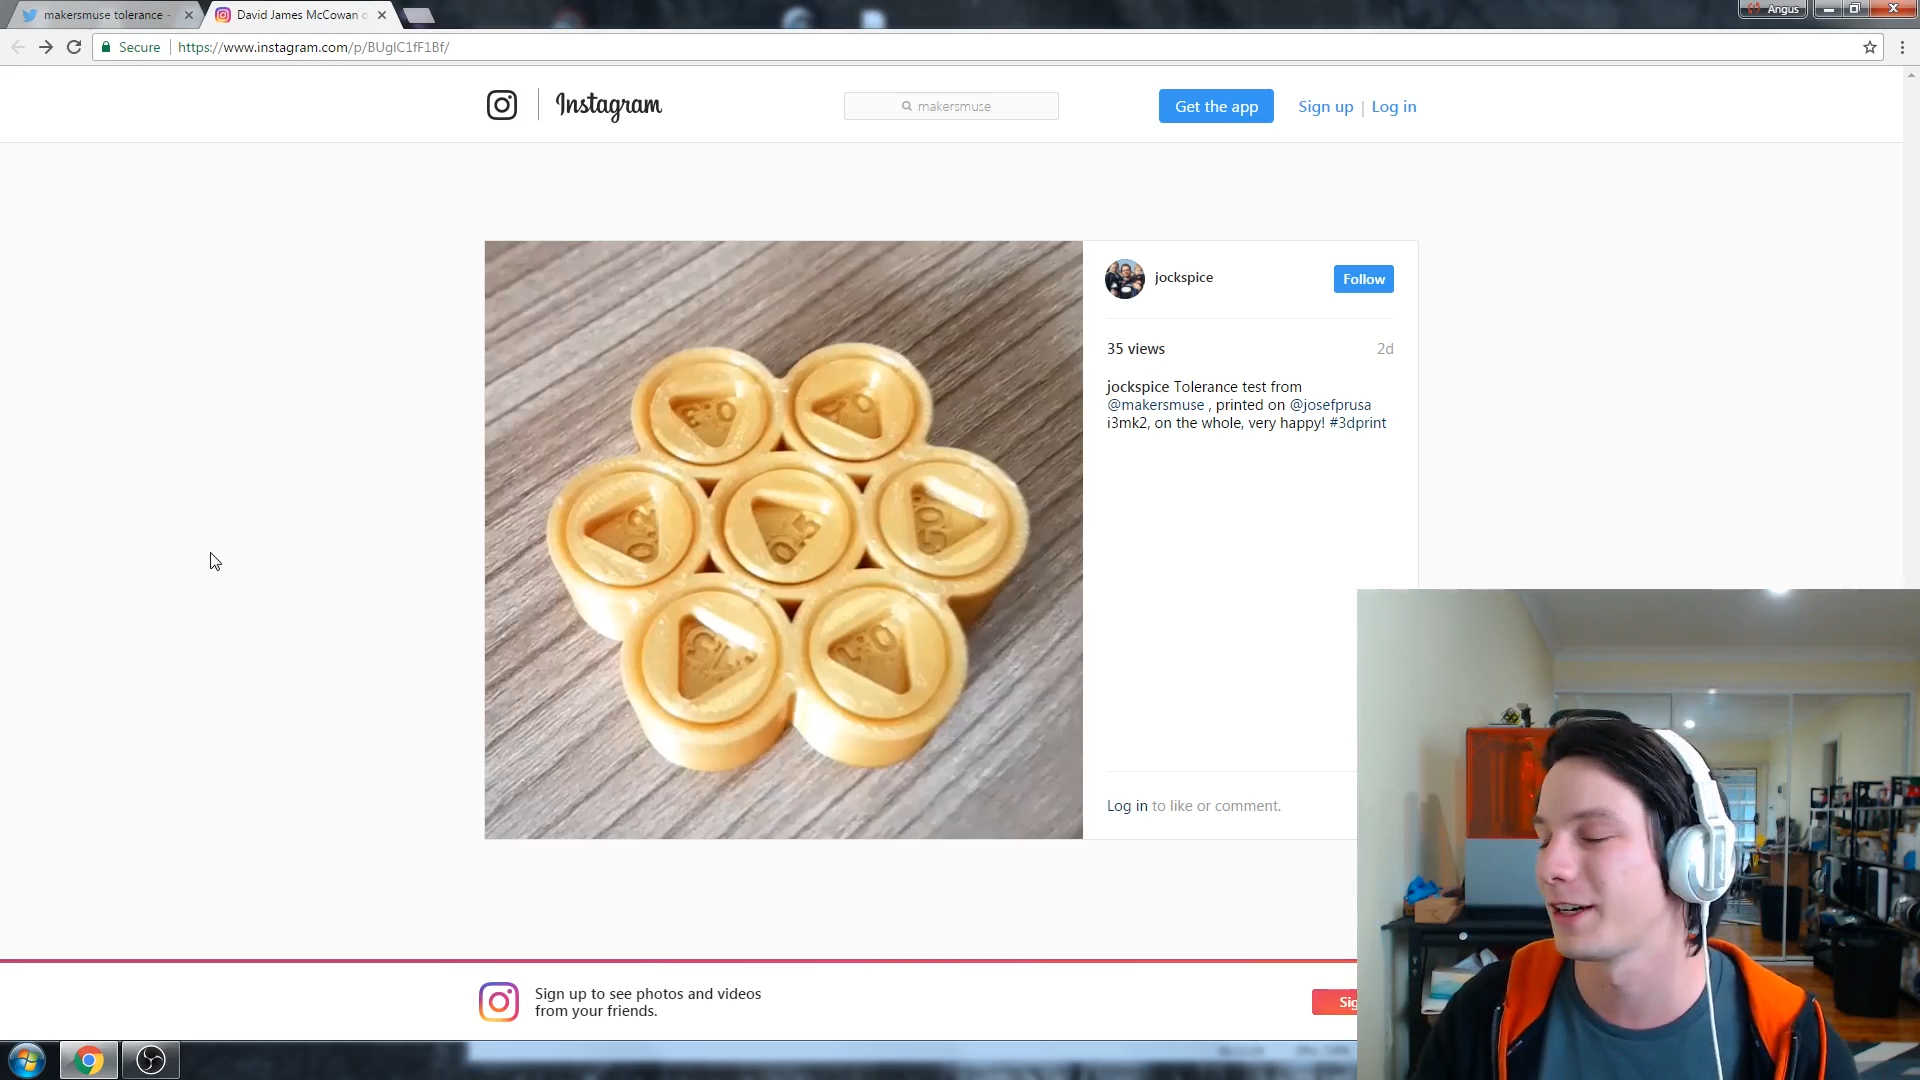 makersmuse tolerance -
David James McCowan o
Angus
Secure
https://www.instagram.com/p/BUglC1fF1Bf/
Instagram
makersmuse
Get the app
Sign up | Log in
jockspice
Follow
35 views
2d
jockspice Tolerance test from
@makersmuse , printed on @josefprusa
i3mk2, on the whole, very happy! #3dprint
0.5
Log in to like or comment.
Sign up to see photos and videos
from your friends.
Sig